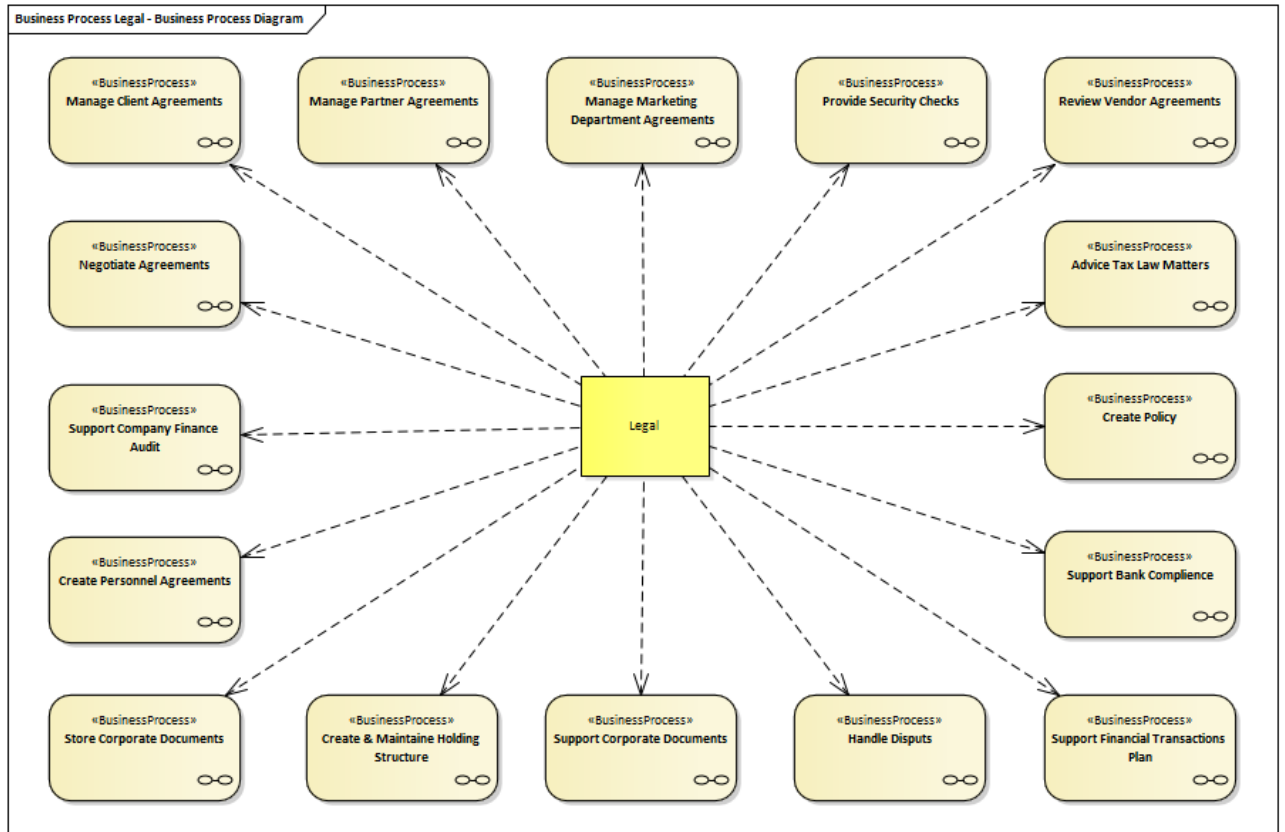 Business Process Legal - Business Process Diagram
«BusinessProcess»
Manage Client Agreements
«BusinessProcess»
Manage Partner Agreements
«BusinessProcess»
Manage Marketing
Department Agreements
«BusinessProcess»
Provide Security Checks
«BusinessProcess»
Review Vendor Agreements
«BusinessProcess»
Negotiate Agreements
«BusinessProcess»
Advice Tax Law Matters
«BusinessProcess»
Support Company Finance
Audit
Legal
«BusinessProcess»
Create Policy
«BusinessProcess»
Create Personnel Agreements
«BusinessProcess»
Support Bank Complience
«BusinessProcess»
Store Corporate Documents
«BusinessProcess»
Create & Maintaine Holding
Structure
«BusinessProcess»
Support Corporate Documents
«BusinessProcess»
Handle Disputs
«BusinessProcess»
Support Financial Transactions
Plan